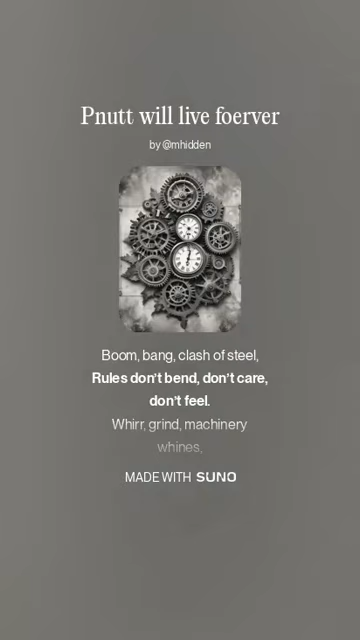 Pnutt will live foerver
by @mhidden
Boom, bang, clash of steel,
Rules don't bend, don't care,
don't feel.
Whirr, grind, machinery
whines,
MADE WITH SUNO